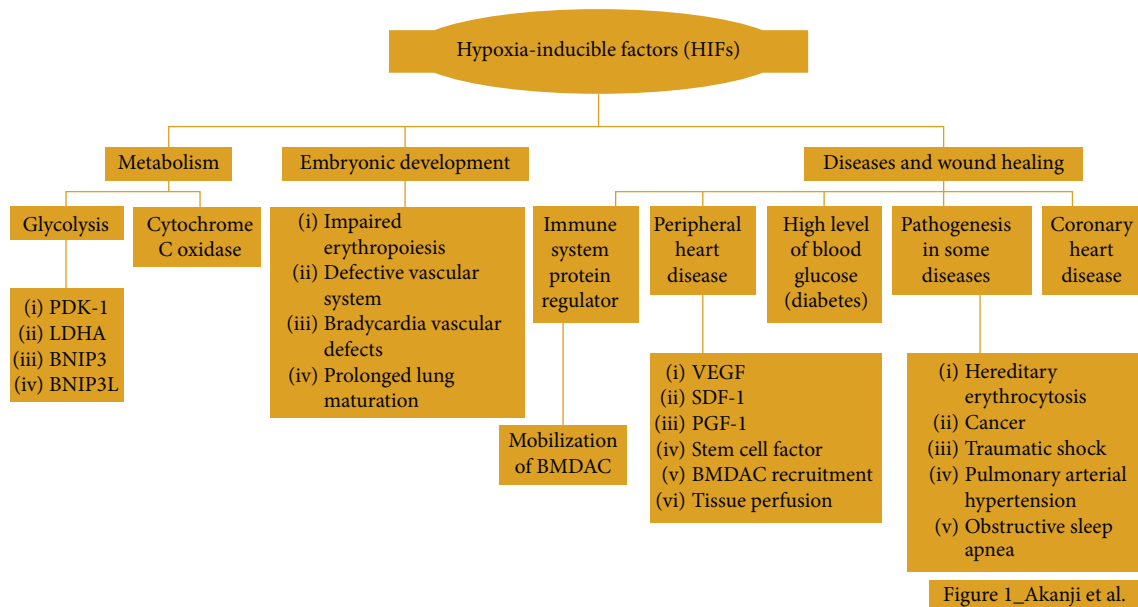 Hypoxia-inducible factors (HIFs)
Metabolism
Embryonic development
Diseases and wound healing
Glycolysis
Cytochrome
C oxidase
(i) PDK-1
(ii) LDHA
(iii) BNIP3
(iv) BNIP3L
(i) Impaired
erythropoiesis
(ii) Defective vascular
system
(iii) Bradycardia vascular
defects
(iv) Prolonged lung
maturation
Immune
system
protein
regulator
Peripheral
heart
disease
High level
of blood
glucose
(diabetes)
Pathogenesis
in some
diseases
Coronary
heart
disease
Mobilization
of BMDAC
(i) VEGF
(ii) SDF-1
(iii) PGF-1
(iv) Stem cell factor
(v) BMDAC recruitment
(vi) Tissue perfusion
(i) Hereditary
erythrocytosis
(ii) Cancer
(iii) Traumatic shock
(iv) Pulmonary arterial
hypertension
(v) Obstructive sleep
apnea
Figure 1_Akanji et al.